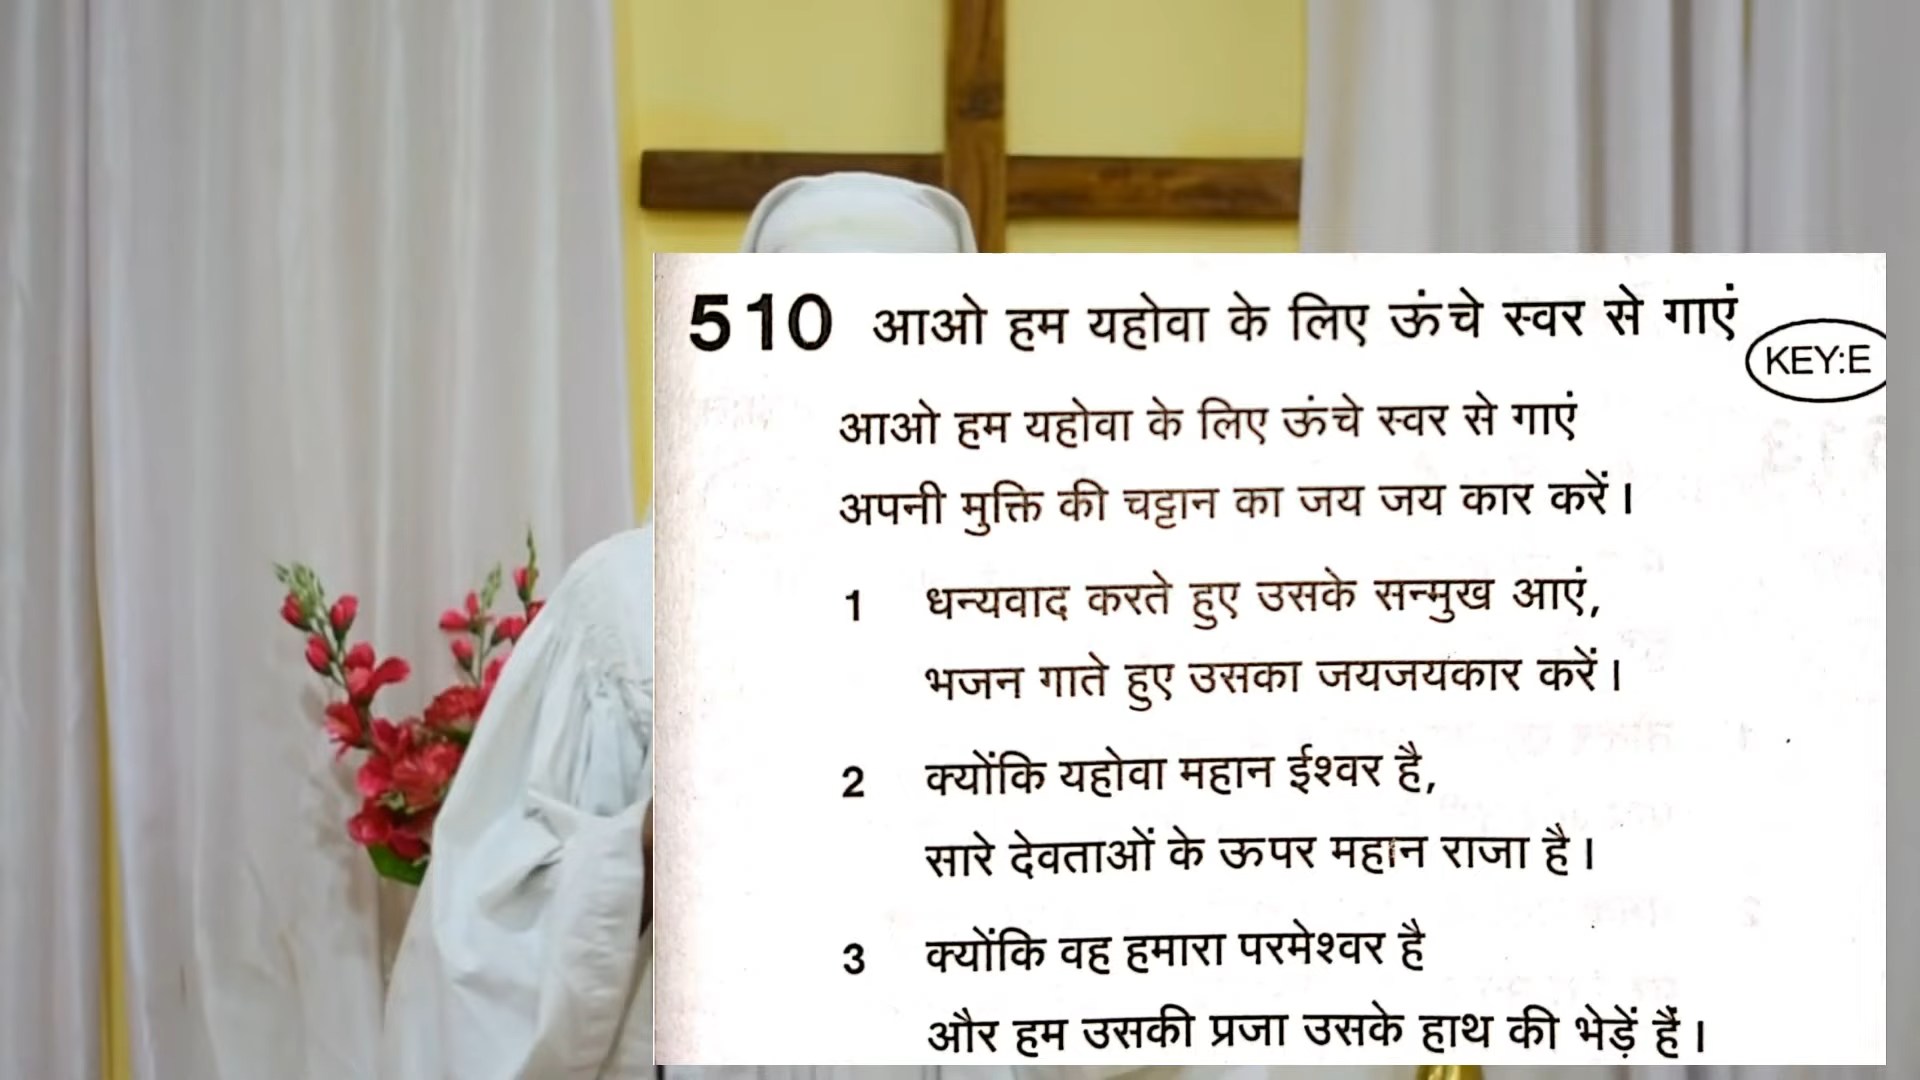 510 आओ हम यहोवा के लिए ऊंचे स्वर से गाएं
KEY:E
आओ हम यहोवा के लिए ऊंचे स्वर से गाएं
अपनी मुक्ति की चट्टान का जय जय कार करें।
1 धन्यवाद करते हुए उसके सन्मुख आएं,
भजन गाते हुए उसका जयजयकार करें।
2 क्योंकि यहोवा महान ईश्वर है,
सारे देवताओं के ऊपर महान राजा है।
3 क्योंकि वह हमारा परमेश्वर है
और हम उसकी प्रजा उसके हाथ की भेड़ें हैं।